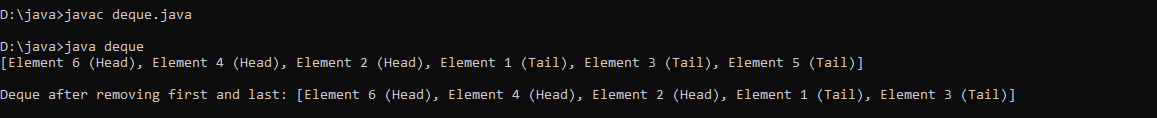 D:\java>javac deque.java
D:\java>java deque
[Element 6 (Head), Element 4 (Head), Element 2 (Head), Element 1 (Tail), Element 3 (Tail), Element 5 (Tail)]
Deque after removing first and last: [Element 6 (Head), Element 4 (Head), Element 2 (Head), Element 1 (Tail), Element 3 (Tail)]